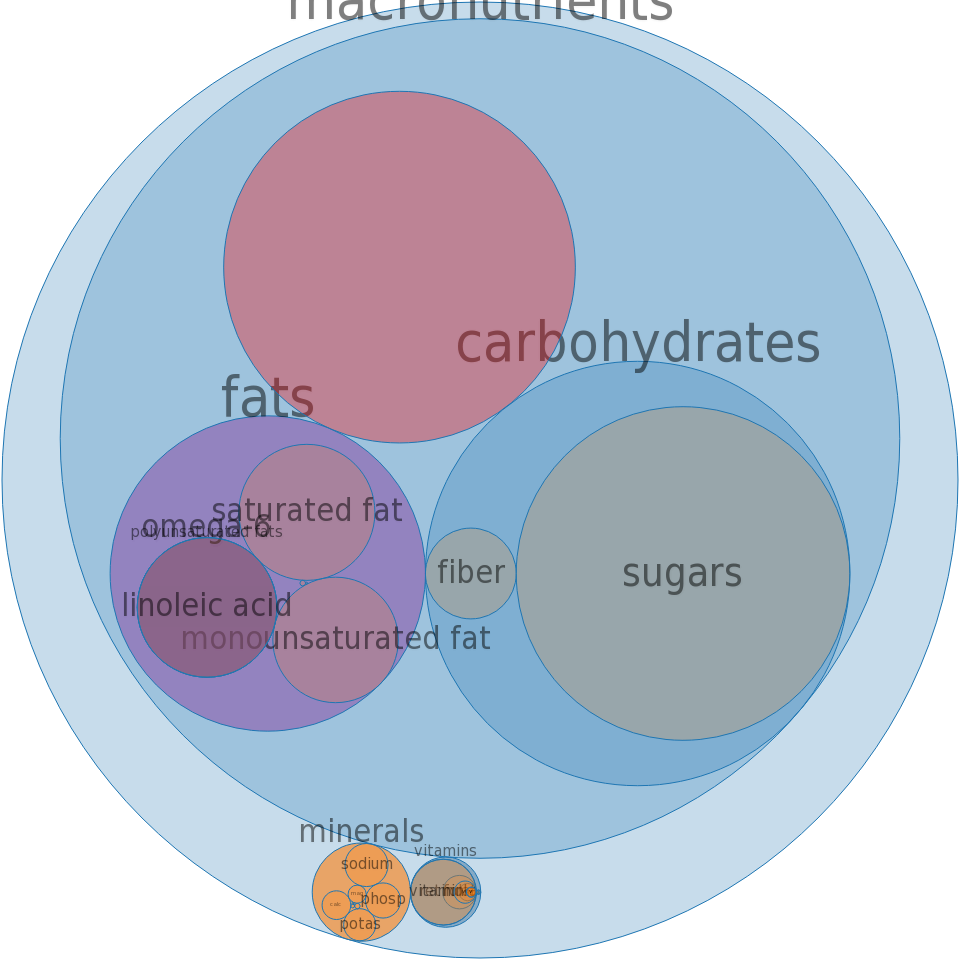 macronutrients
carbohydrates
fats
saturated fat
omega-6
polyunsaturated fats
fiber
sugars
linoleic acid
monounsaturated fat
minerals
vitamins
sodium
phosp
potas